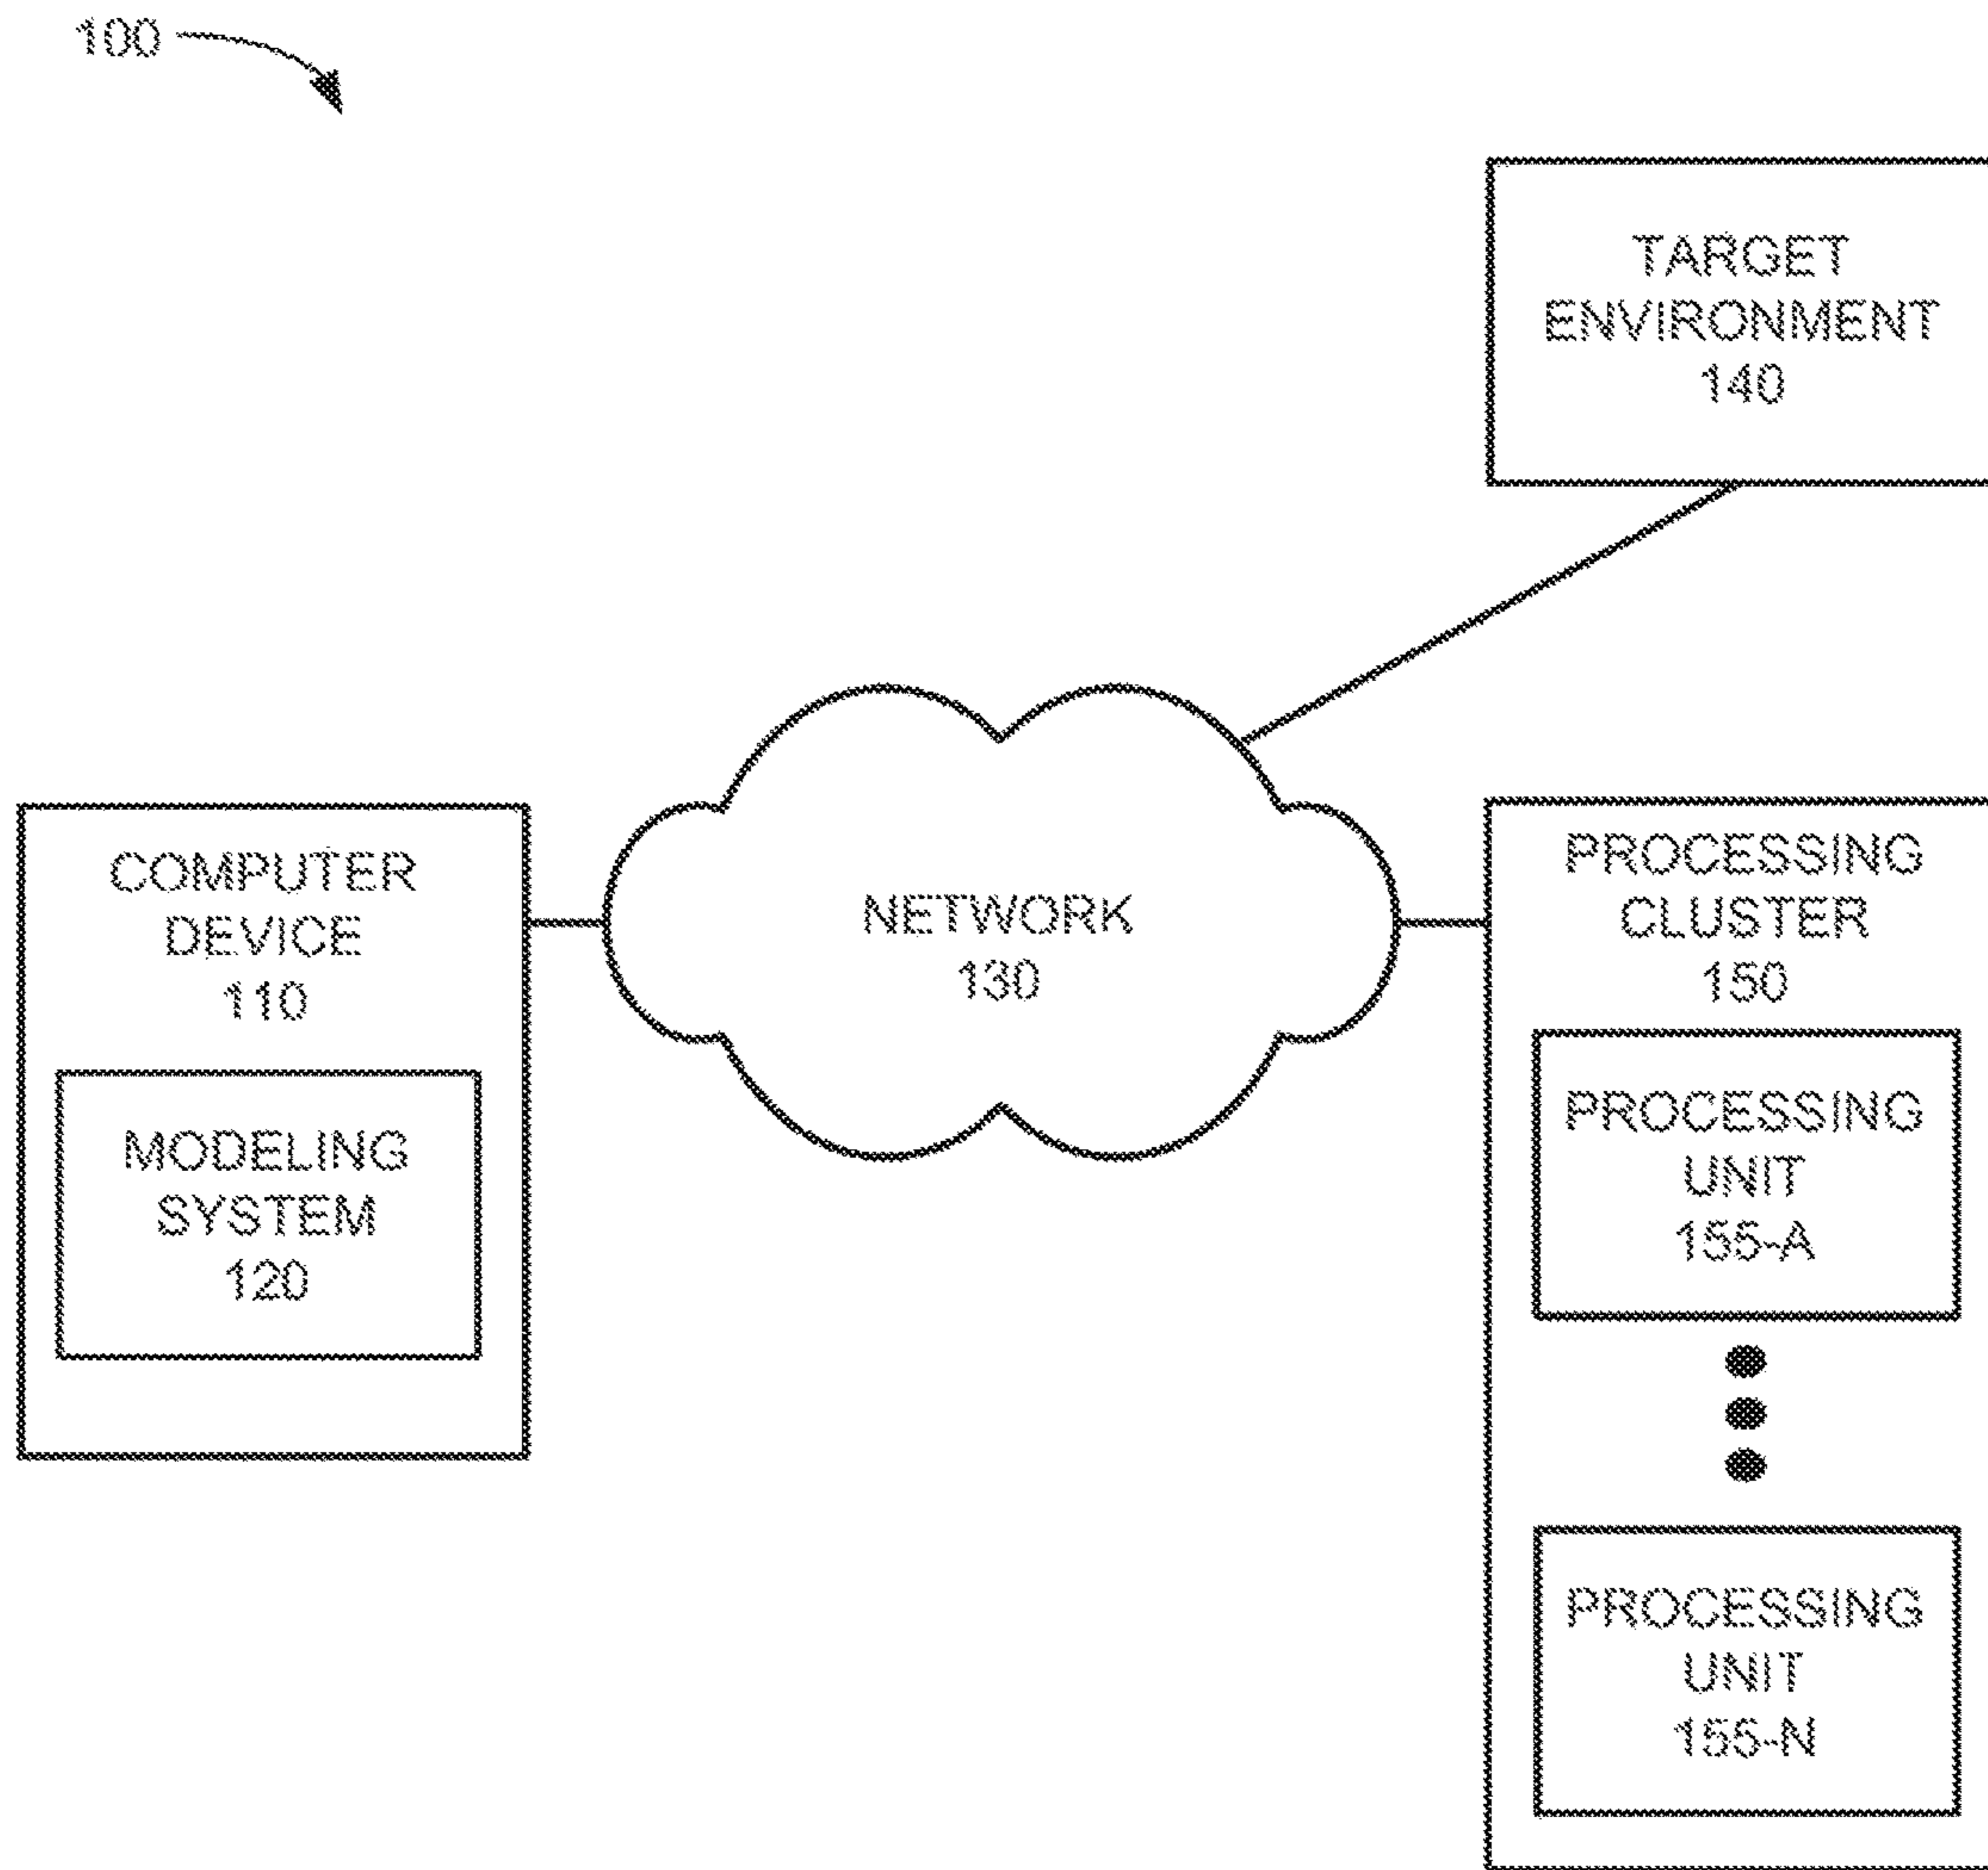 100
TARGET
ENVIRONMENT
140
COMPUTER
DEVICE
110
MODELING
SYSTEM
120
NETWORK
130
PROCESSING
CLUSTER
150
PROCESSING
UNIT
155-A
PROCESSING
UNIT
155-N